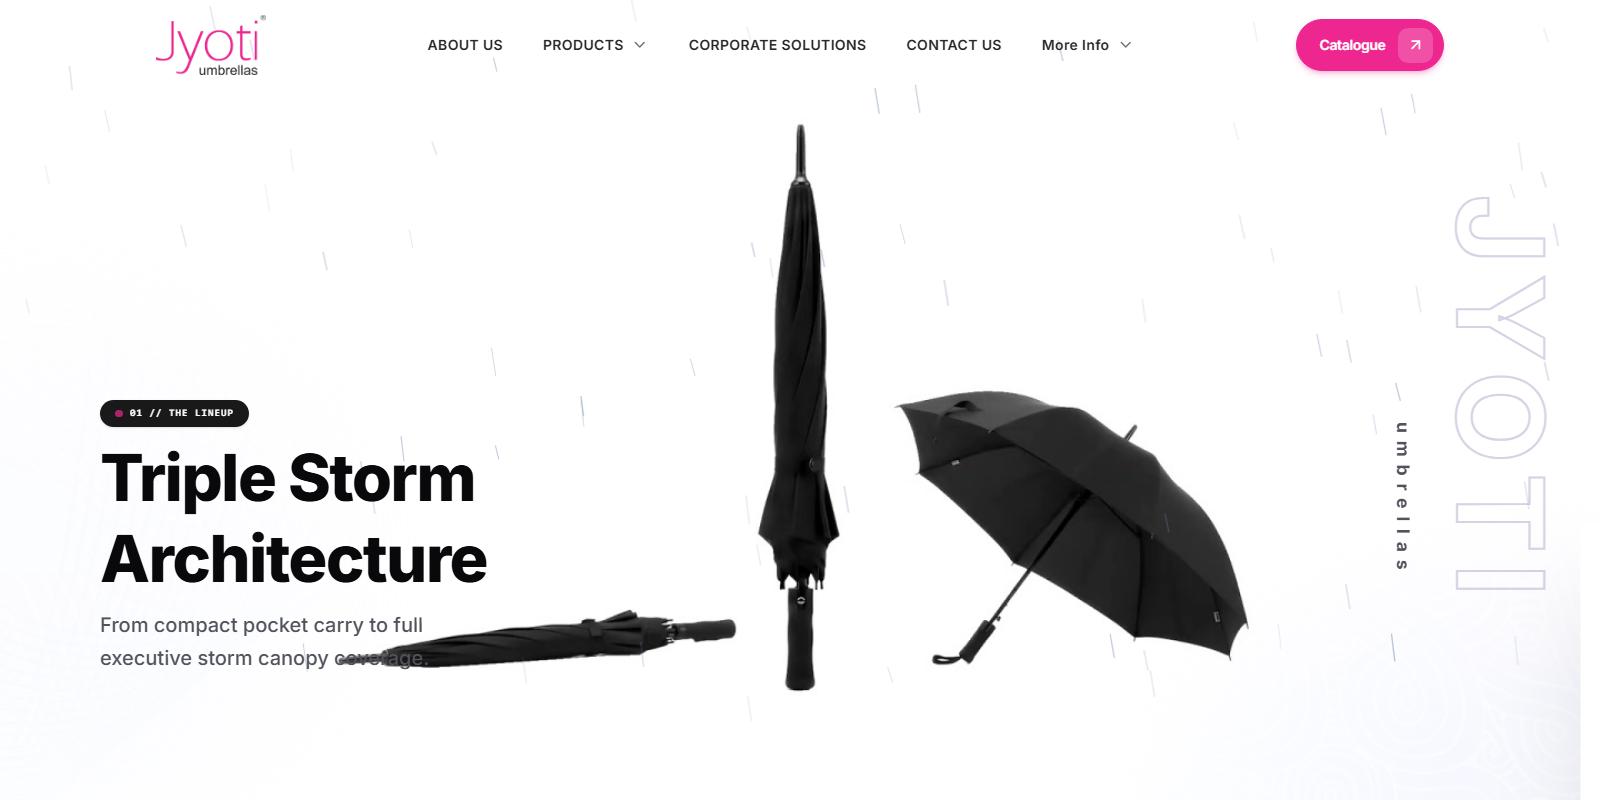 Jyoti®
umbrellas
ABOUT US
PRODUCTS
CORPORATE SOLUTIONS
CONTACT US
More Info
Catalogue
01 // THE LINEUP
Triple Storm
Architecture
From compact pocket carry to full
executive storm canopy coverage.
umbrellas
JYOTI